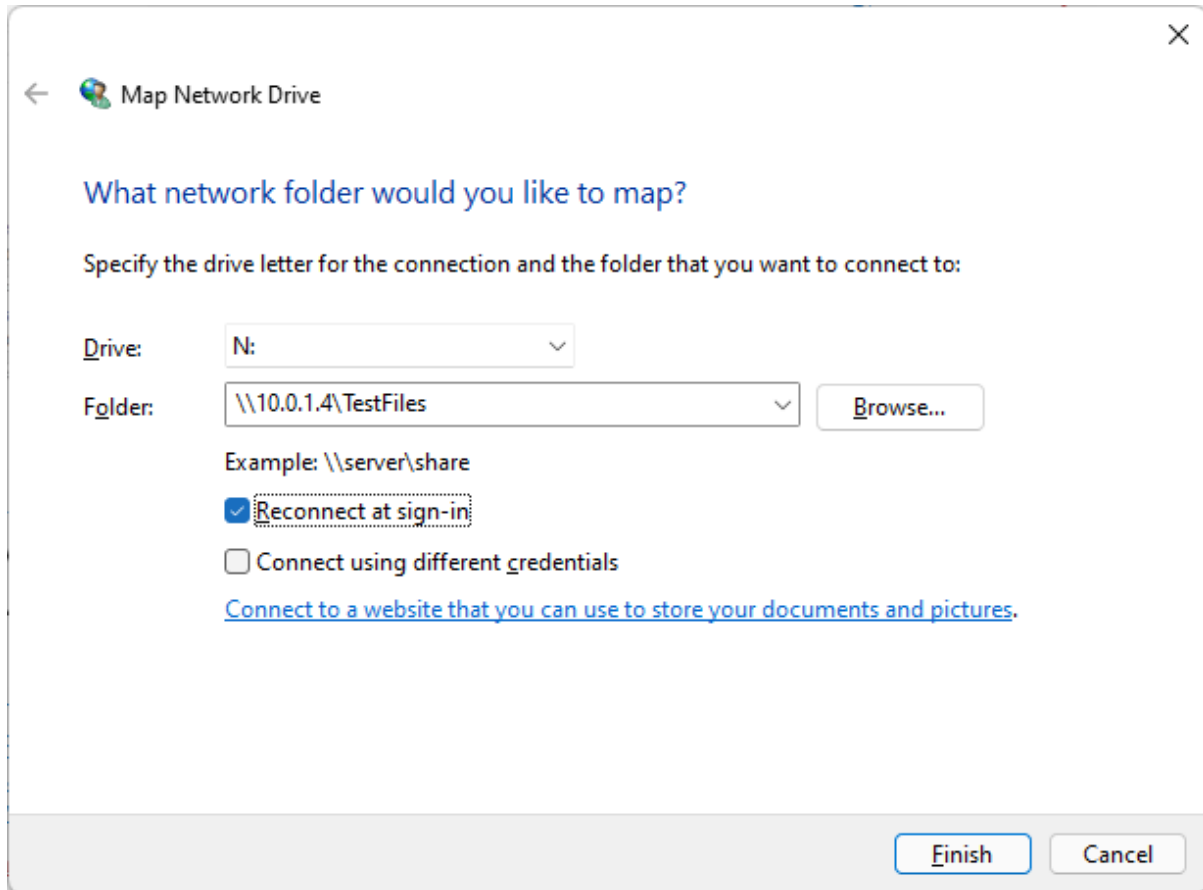 Map Network Drive
What network folder would you like to map?
Specify the drive letter for the connection and the folder that you want to connect to:
Drive: N:
Folder: \\10.0.1.4\TestFiles Browse...
Example: \\server\share
Reconnect at sign-in
Connect using different credentials
Connect to a website that you can use to store your documents and pictures.
Finish Cancel